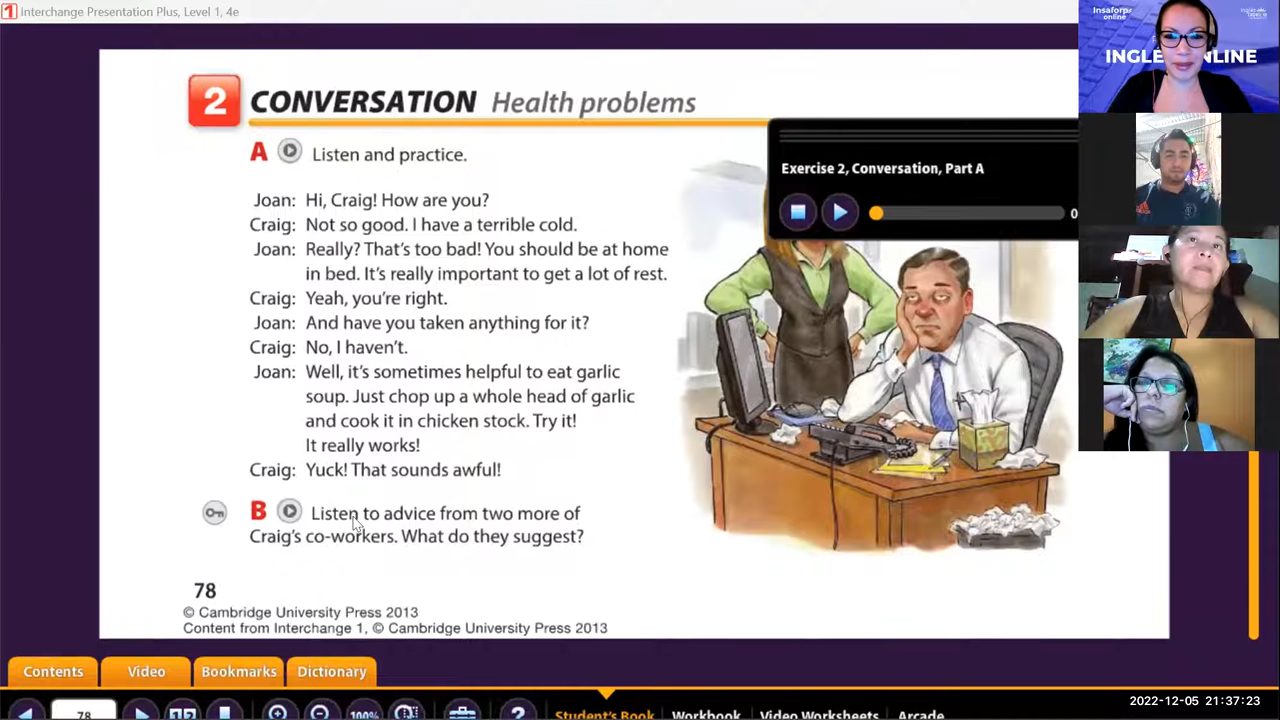 Interchange Presentation Plus, Level 1, 4e
Insaforp
online
INGLÉS ONLINE
2 CONVERSATION Health problems
A Listen and practice.
Exercise 2, Conversation, Part A
Joan: Hi, Craig! How are you?
Craig: Not so good. I have a terrible cold.
Joan: Really? That's too bad! You should be at home
in bed. It's really important to get a lot of rest.
Craig: Yeah, you're right.
Joan: And have you taken anything for it?
Craig: No, I haven't.
Joan: Well, it's sometimes helpful to eat garlic
soup. Just chop up a whole head of garlic
and cook it in chicken stock. Try it!
It really works!
Craig: Yuck! That sounds awful!
B Listen to advice from two more of
Craig's co-workers. What do they suggest?
78
© Cambridge University Press 2013
Content from Interchange 1, © Cambridge University Press 2013
Contents Video Bookmarks Dictionary
78 100% ? Student's Book Workbook Video Worksheets Arcade
2022-12-05 21:37:23